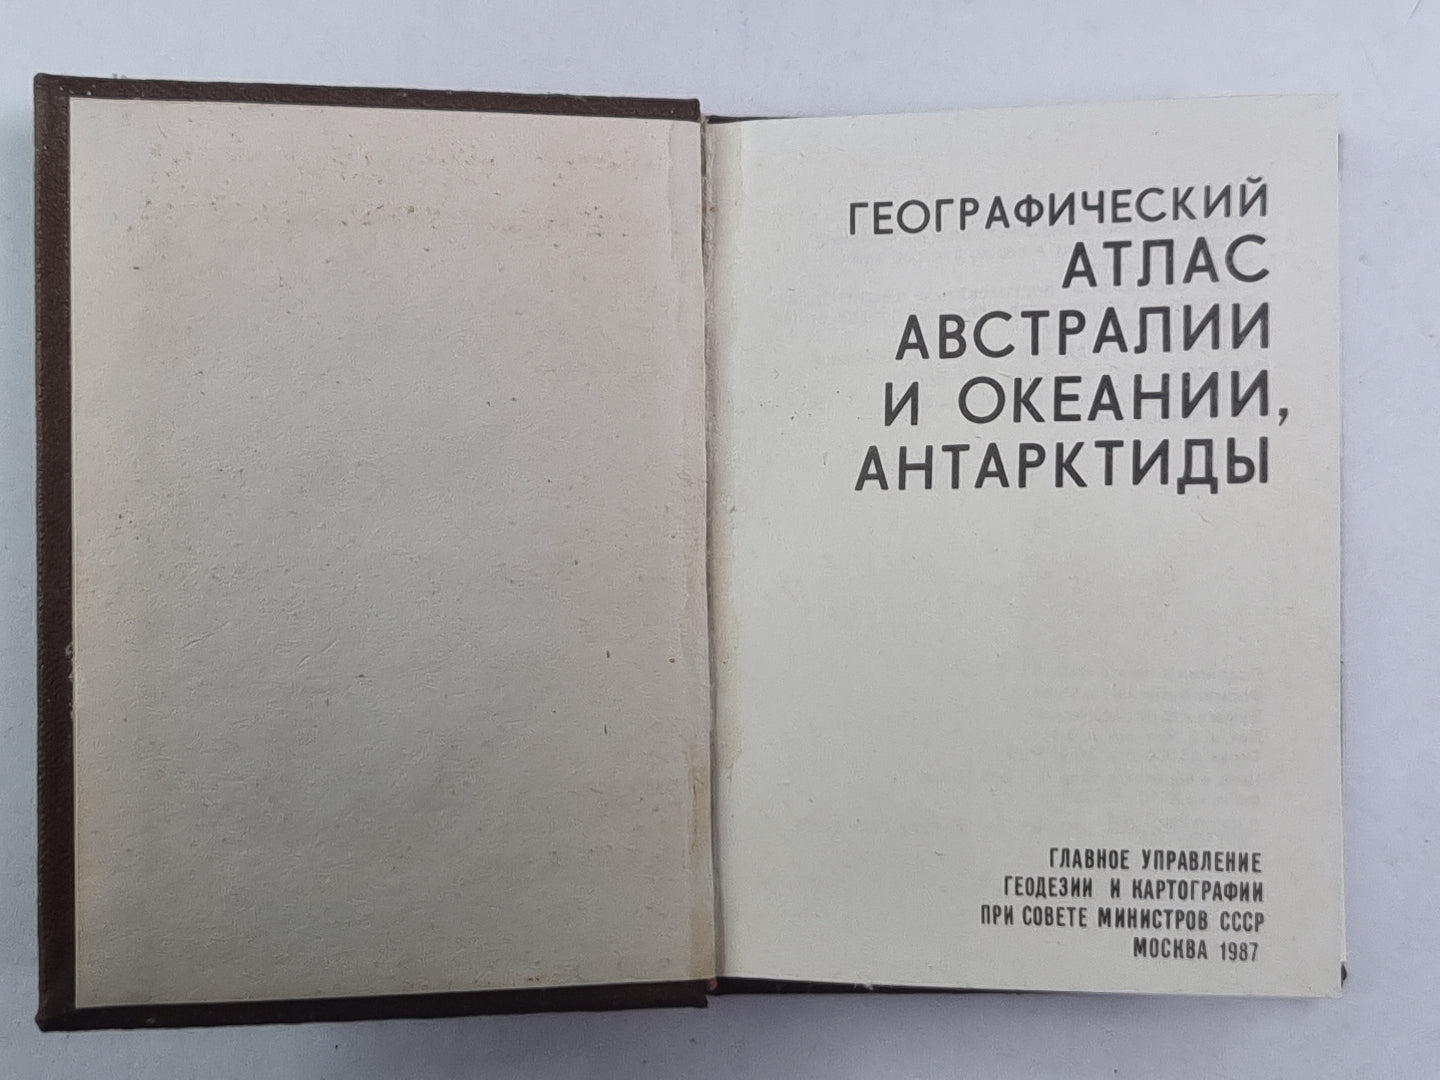 ГЕОГРАФИЧЕСКИЙ
АТЛАС
АВСТРАЛИИ
И ОКЕАНИИ,
АНТАРКТИДЫ
ГЛАВНОЕ УПРАВЛЕНИЕ
ГЕОДЕЗИИ И КАРТОГРАФИИ
ПРИ СОВЕТЕ МИНИСТРОВ СССР
МОСКВА 1987